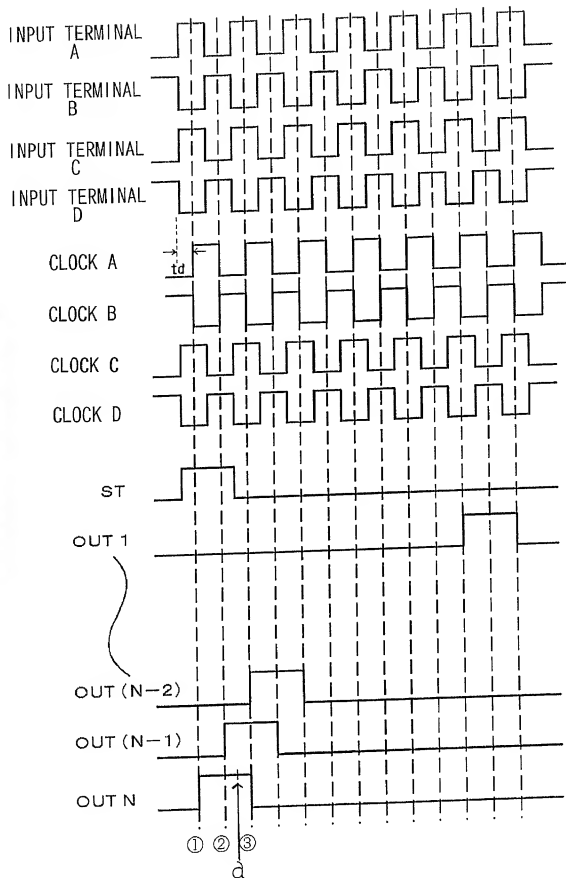 INPUT TERMINAL
A
INPUT TERMINAL
B
INPUT TERMINAL
C
INPUT TERMINAL
D
CLOCK A
td
CLOCK B
CLOCK C
CLOCK D
ST
OUT 1
OUT (N-2)
OUT (N-1)
OUT N
① ② ③
a